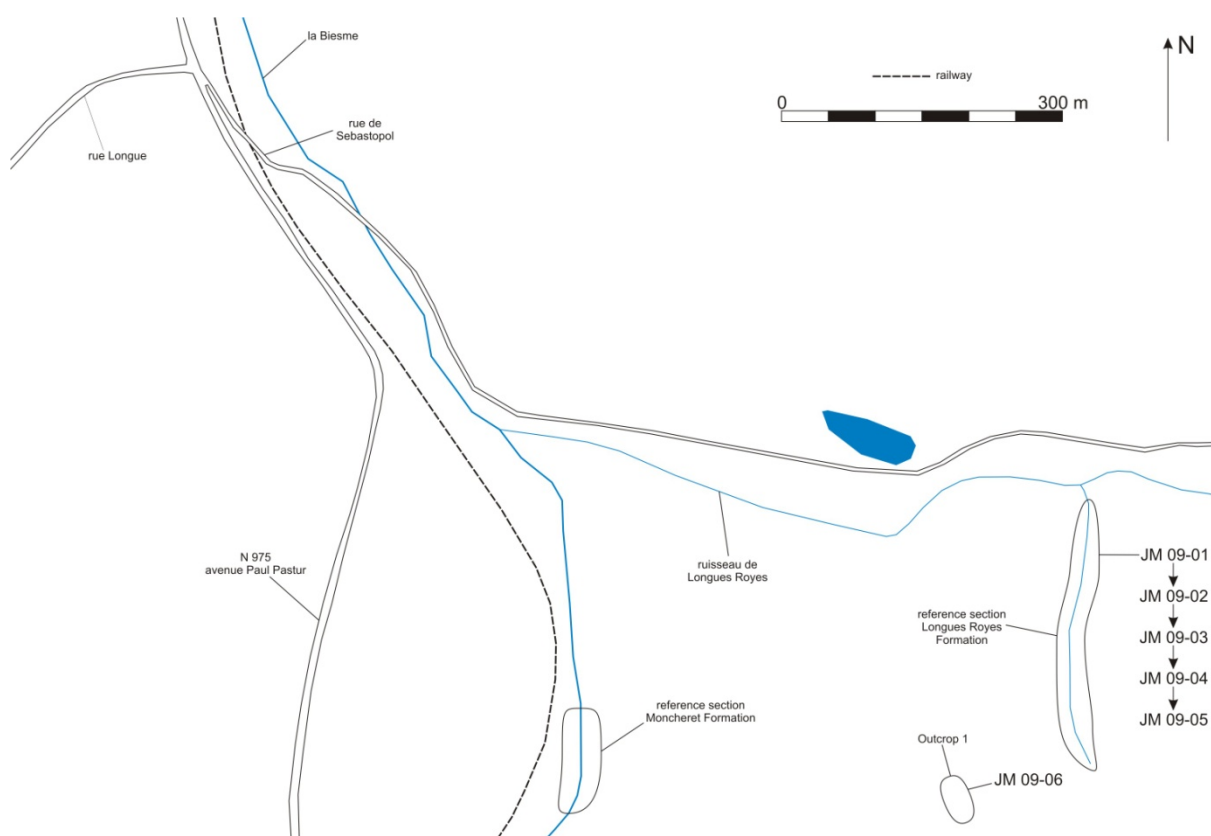 la Biesme
N
railway
0
300 m
rue de
Sebastopol
rue Longue
N 975
avenue Paul Pastur
ruisseau de
Longues Royes
JM 09-01
JM 09-02
JM 09-03
JM 09-04
JM 09-05
reference section
Longues Royes
Formation
reference section
Moncheret Formation
Outcrop 1
JM 09-06